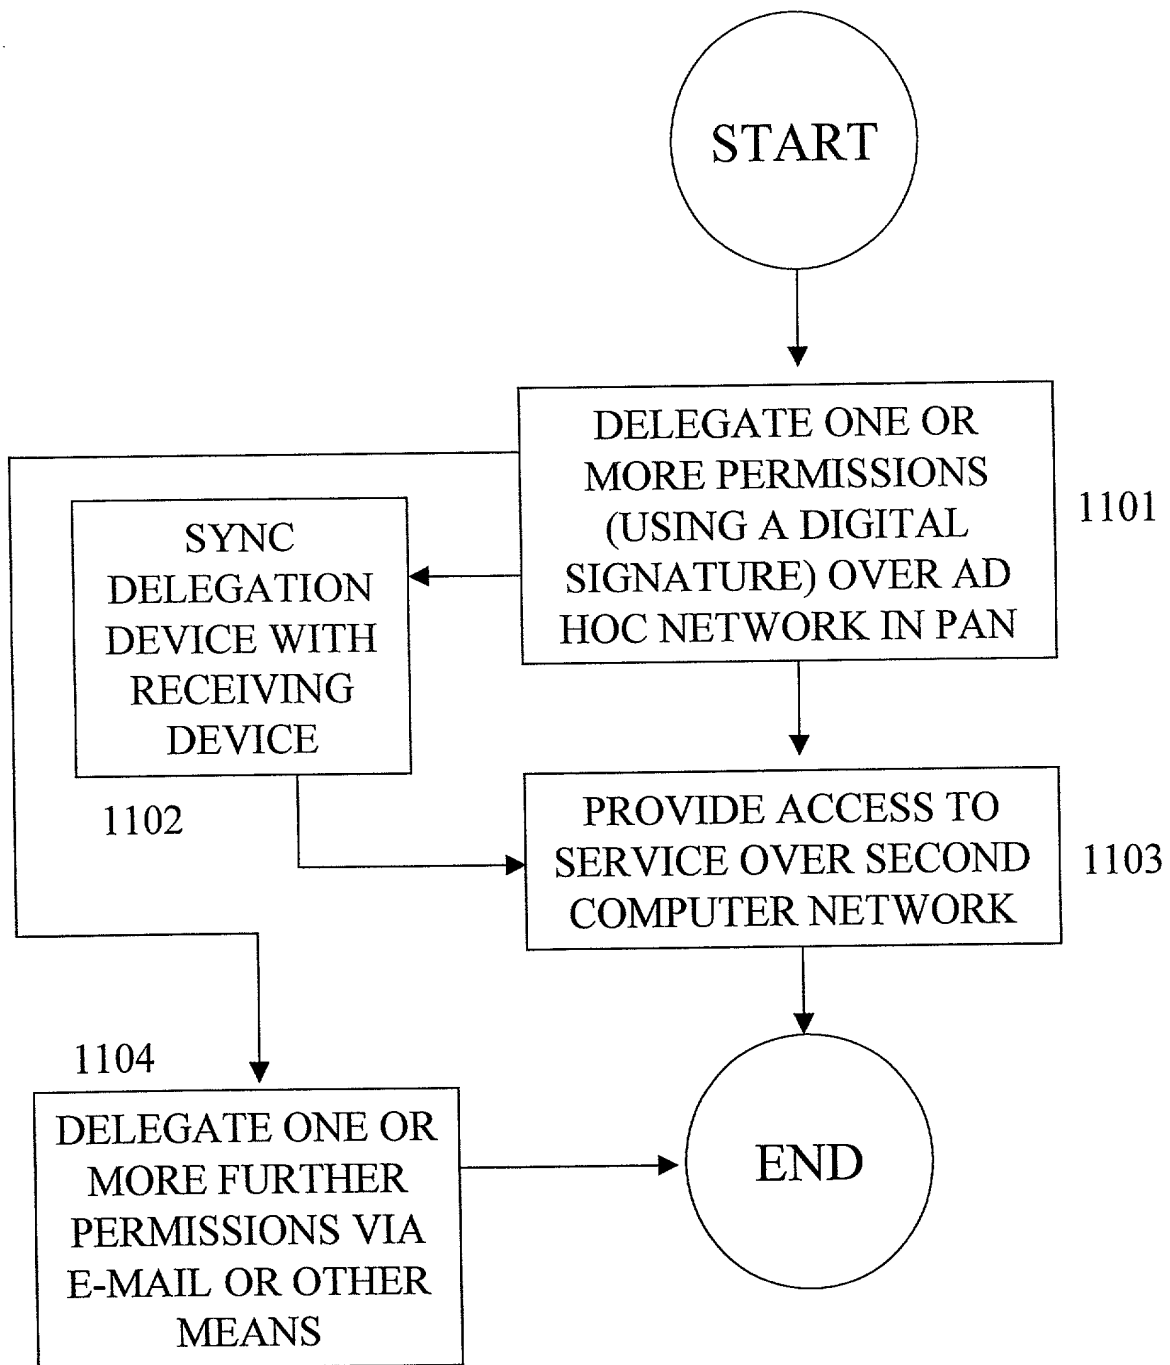 START
DELEGATE ONE OR
MORE PERMISSIONS
(USING A DIGITAL
SIGNATURE) OVER AD
HOC NETWORK IN PAN
1101
SYNC
DELEGATION
DEVICE WITH
RECEIVING
DEVICE
1102
PROVIDE ACCESS TO
SERVICE OVER SECOND
COMPUTER NETWORK
1103
1104
DELEGATE ONE OR
MORE FURTHER
PERMISSIONS VIA
E-MAIL OR OTHER
MEANS
END